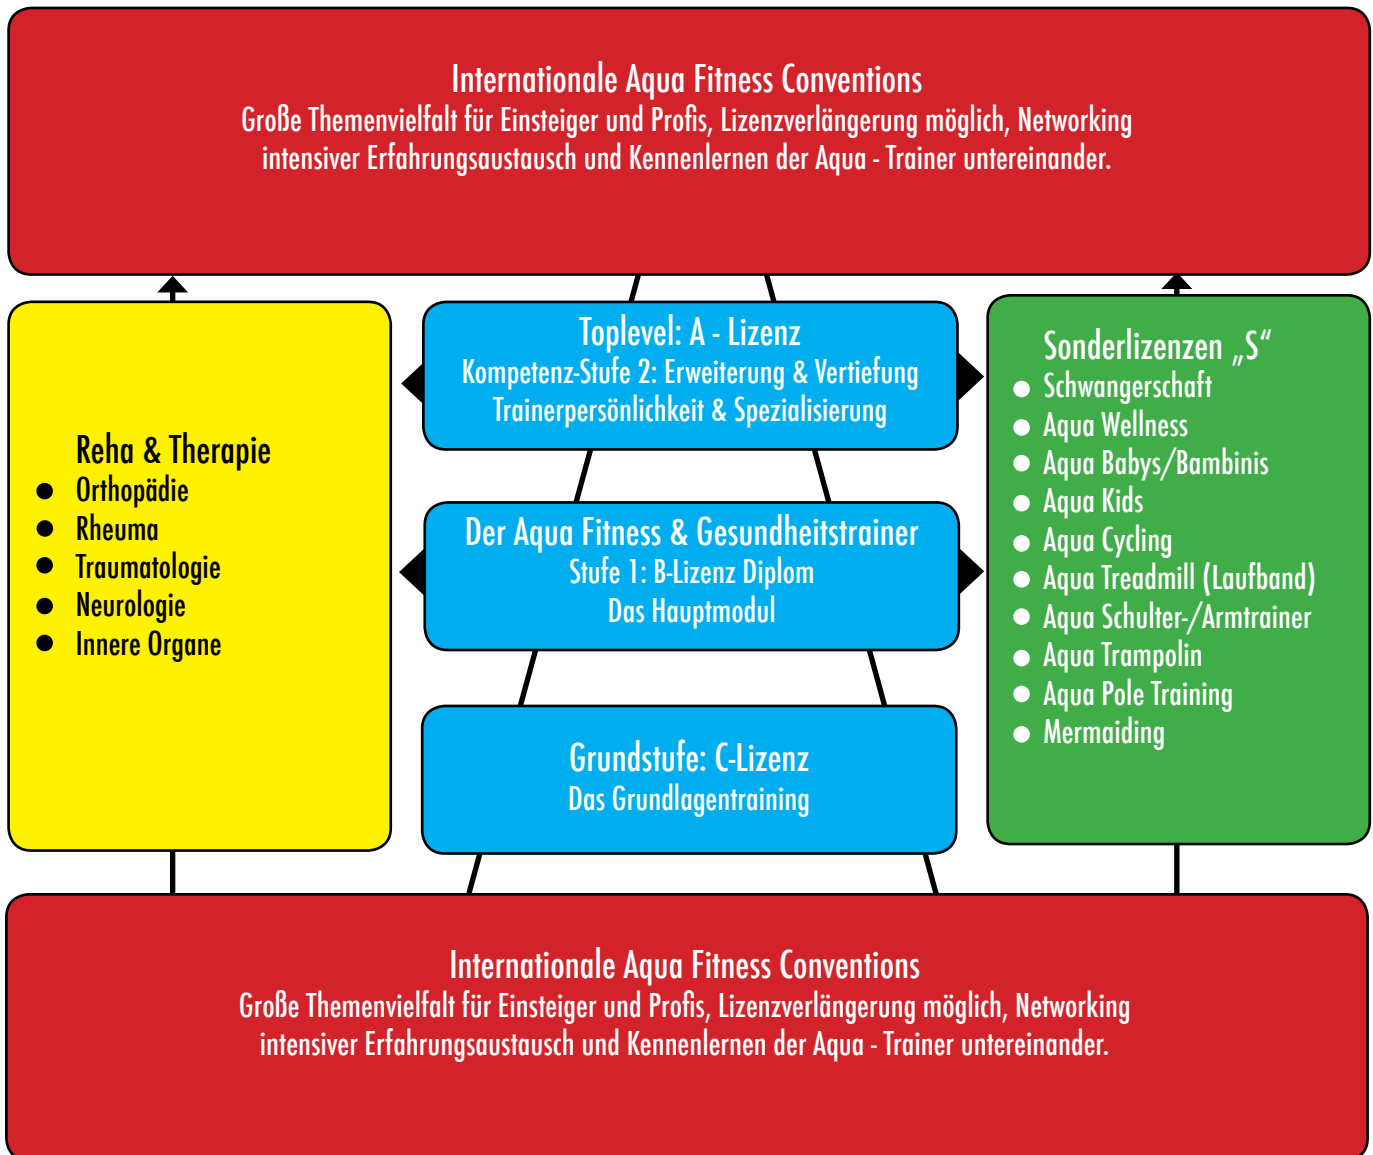 Internationale Aqua Fitness Conventions
Große Themenvielfalt für Einsteiger und Profis, Lizenzverlängerung möglich, Networking
intensiver Erfahrungsaustausch und Kennenlernen der Aqua - Trainer untereinander.
Reha & Therapie
Orthopädie
Rheuma
Traumatologie
Neurologie
Innere Organe
Toplevel: A - Lizenz
Kompetenz-Stufe 2: Erweiterung & Vertiefung
Trainerpersönlichkeit & Spezialisierung
Der Aqua Fitness & Gesundheitstrainer
Stufe 1: B-Lizenz Diplom
Das Hauptmodul
Grundstufe: C-Lizenz
Das Grundlagentraining
Sonderlizenzen „S“
Schwangerschaft
Aqua Wellness
Aqua Babys/Bambinis
Aqua Kids
Aqua Cycling
Aqua Treadmill (Laufband)
Aqua Schulter-/Armtrainer
Aqua Trampolin
Aqua Pole Training
Mermaiding
Internationale Aqua Fitness Conventions
Große Themenvielfalt für Einsteiger und Profis, Lizenzverlängerung möglich, Networking
intensiver Erfahrungsaustausch und Kennenlernen der Aqua - Trainer untereinander.